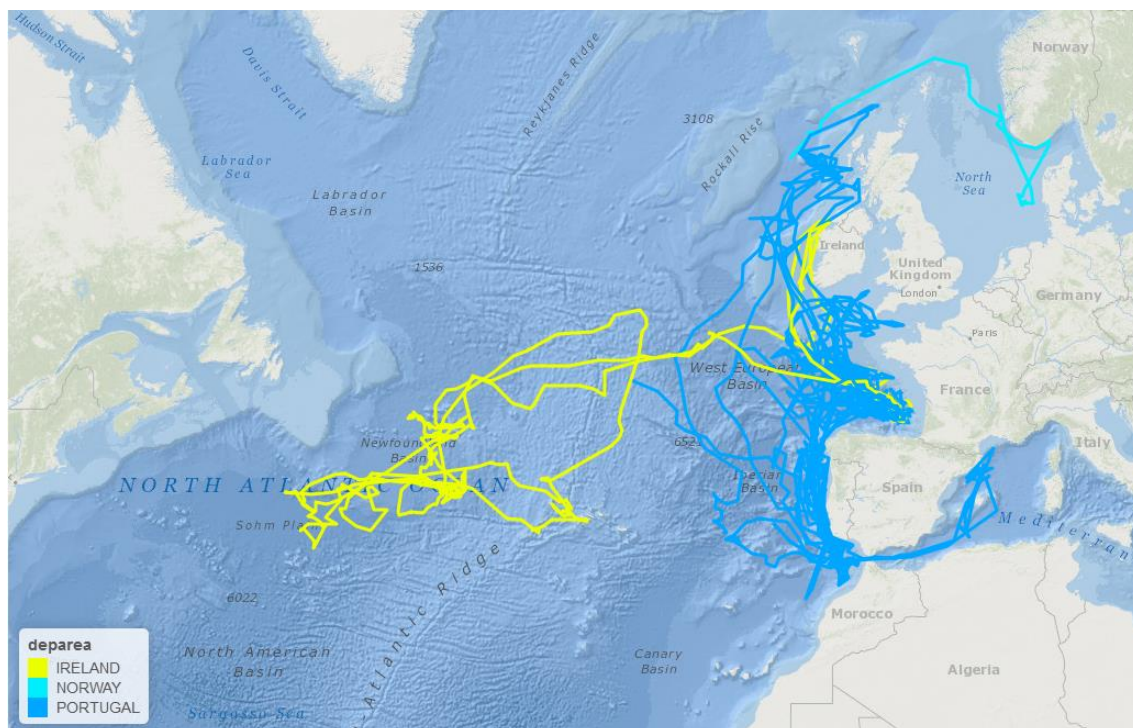 Hudson Strait
Davis Strait
Norway
Reykjanes Ridge
3108
Rockall Rise
Labrador
Sea
Labrador
Basin
North
Sea
Ireland
United
Kingdom
London
1536
Germany
Paris
West European
Basin
France
Newfoundland
Basin
6521
Italy
NORTH ATLANTIC OCEAN
Iberian
Basin
Spain
Sohm Plain
Mediterran
6022
Atlantic Ridge
Morocco
North American
Basin
Canary
Basin
Algeria
Sargasso Sea
deparea
IRELAND
NORWAY
PORTUGAL